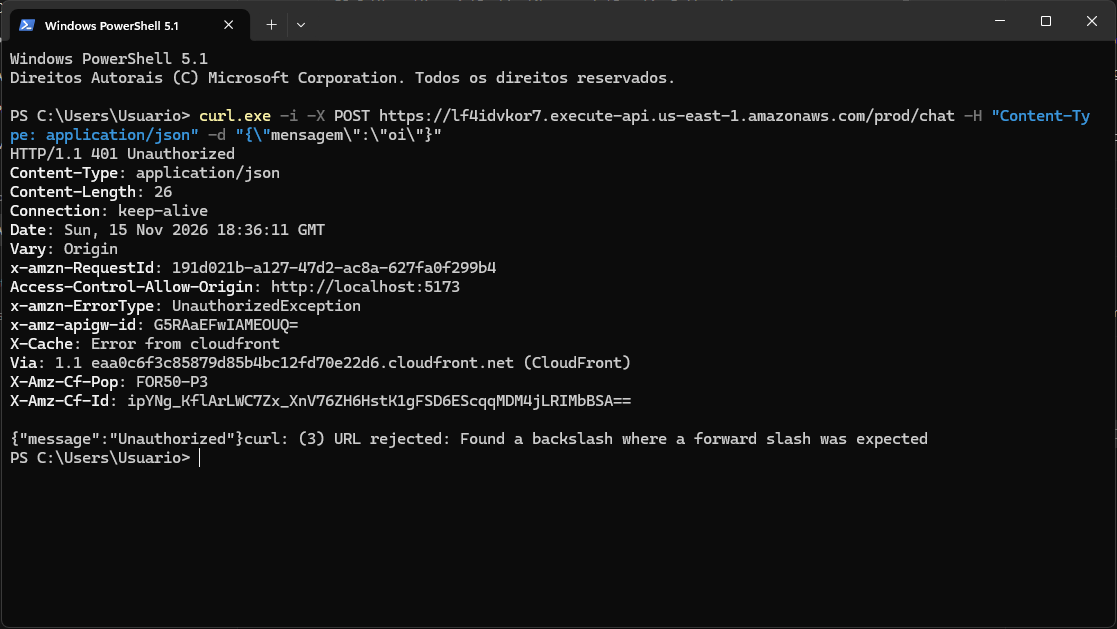 Windows PowerShell 5.1
Windows PowerShell 5.1
Direitos Autorais (C) Microsoft Corporation. Todos os direitos reservados.
PS C:\Users\Usuario> curl.exe -i -X POST https://lf4idvkor7.execute-api.us-east-1.amazonaws.com/prod/chat -H "Content-Ty
pe: application/json" -d "{\"mensagem\":\"oi\"}"
HTTP/1.1 401 Unauthorized
Content-Type: application/json
Content-Length: 26
Connection: keep-alive
Date: Sun, 15 Nov 2026 18:36:11 GMT
Vary: Origin
x-amzn-RequestId: 191d021b-a127-47d2-ac8a-627fa0f299b4
Access-Control-Allow-Origin: http://localhost:5173
x-amzn-ErrorType: UnauthorizedException
x-amz-apigw-id: G5RAaEFwIAMEOUQ=
X-Cache: Error from cloudfront
Via: 1.1 eaa0c6f3c85879d85b4bc12fd70e22d6.cloudfront.net (CloudFront)
X-Amz-Cf-Pop: FOR50-P3
X-Amz-Cf-Id: ipYNg_KflArLWC7Zx_XnV76ZH6HstK1gFSD6EScqqMDM4jLRIMbBSA==
{"message":"Unauthorized"}curl: (3) URL rejected: Found a backslash where a forward slash was expected
PS C:\Users\Usuario>